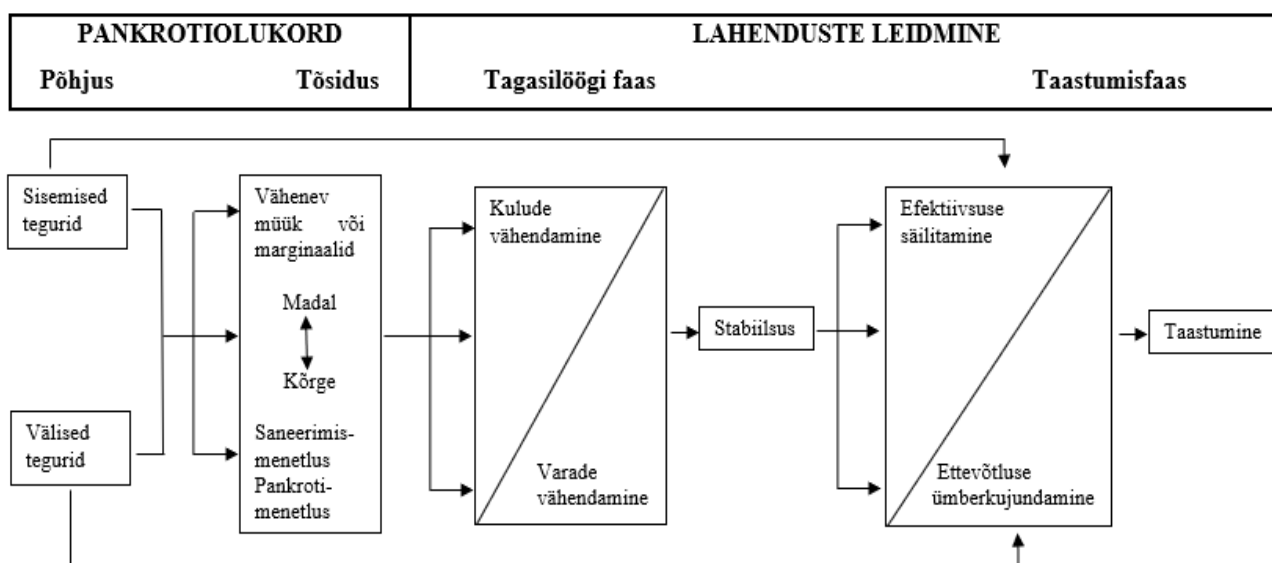 PANKROTIOLUKORD
LAHENDUSTE LEIDMINE
Põhjus
Tõsidus
Tagasilöögi faas
Taastumisfaas
Sisemised
tegurid
Välised
tegurid
Vähenev
müük või
marginaalid
Madal
Kõrge
Saneerimis-
menetlus
Pankroti-
menetlus
Kulude
vähendamine
Varade
vähendamine
Stabiilsus
Efektiivsuse
säilitamine
Ettevõtluse
ümberkujundamine
Taastumine